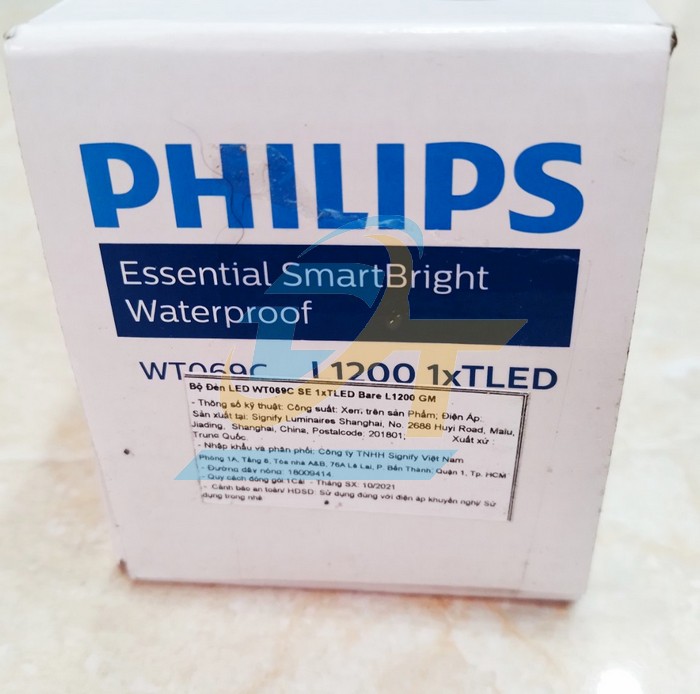 PHILIPS
Essential SmartBright
Waterproof
WT069C L1200 1xTLED
Bộ Đèn LED WT069C SE 1xTLED Bare L1200 GM
- Thông số kỹ thuật: Công suất: Xem trên sản Phẩm; Điện Áp:
Sản xuất tại: Signify Luminaires Shanghai, No. 2688 Huyi Road, Malu,
Jiading, Shanghai, China, Postalcode: 201801; Xuất xứ :
Trung Quốc
- Nhập khẩu và phân phối: Công ty TNHH Signify Việt Nam
Phòng 1A, Tầng 8, Tòa nhà A&B, 76A Lê Lai, P. Bến Thành, Quận 1, Tp. HCM
- Đường dây nóng: 18009414
- Quy cách đóng gói 1 Cái - Tháng SX: 10/2021
- Cảnh báo an toàn/ HDSD: Sử dụng đúng với điện áp khuyến nghị/ Sử
dụng trong nhà